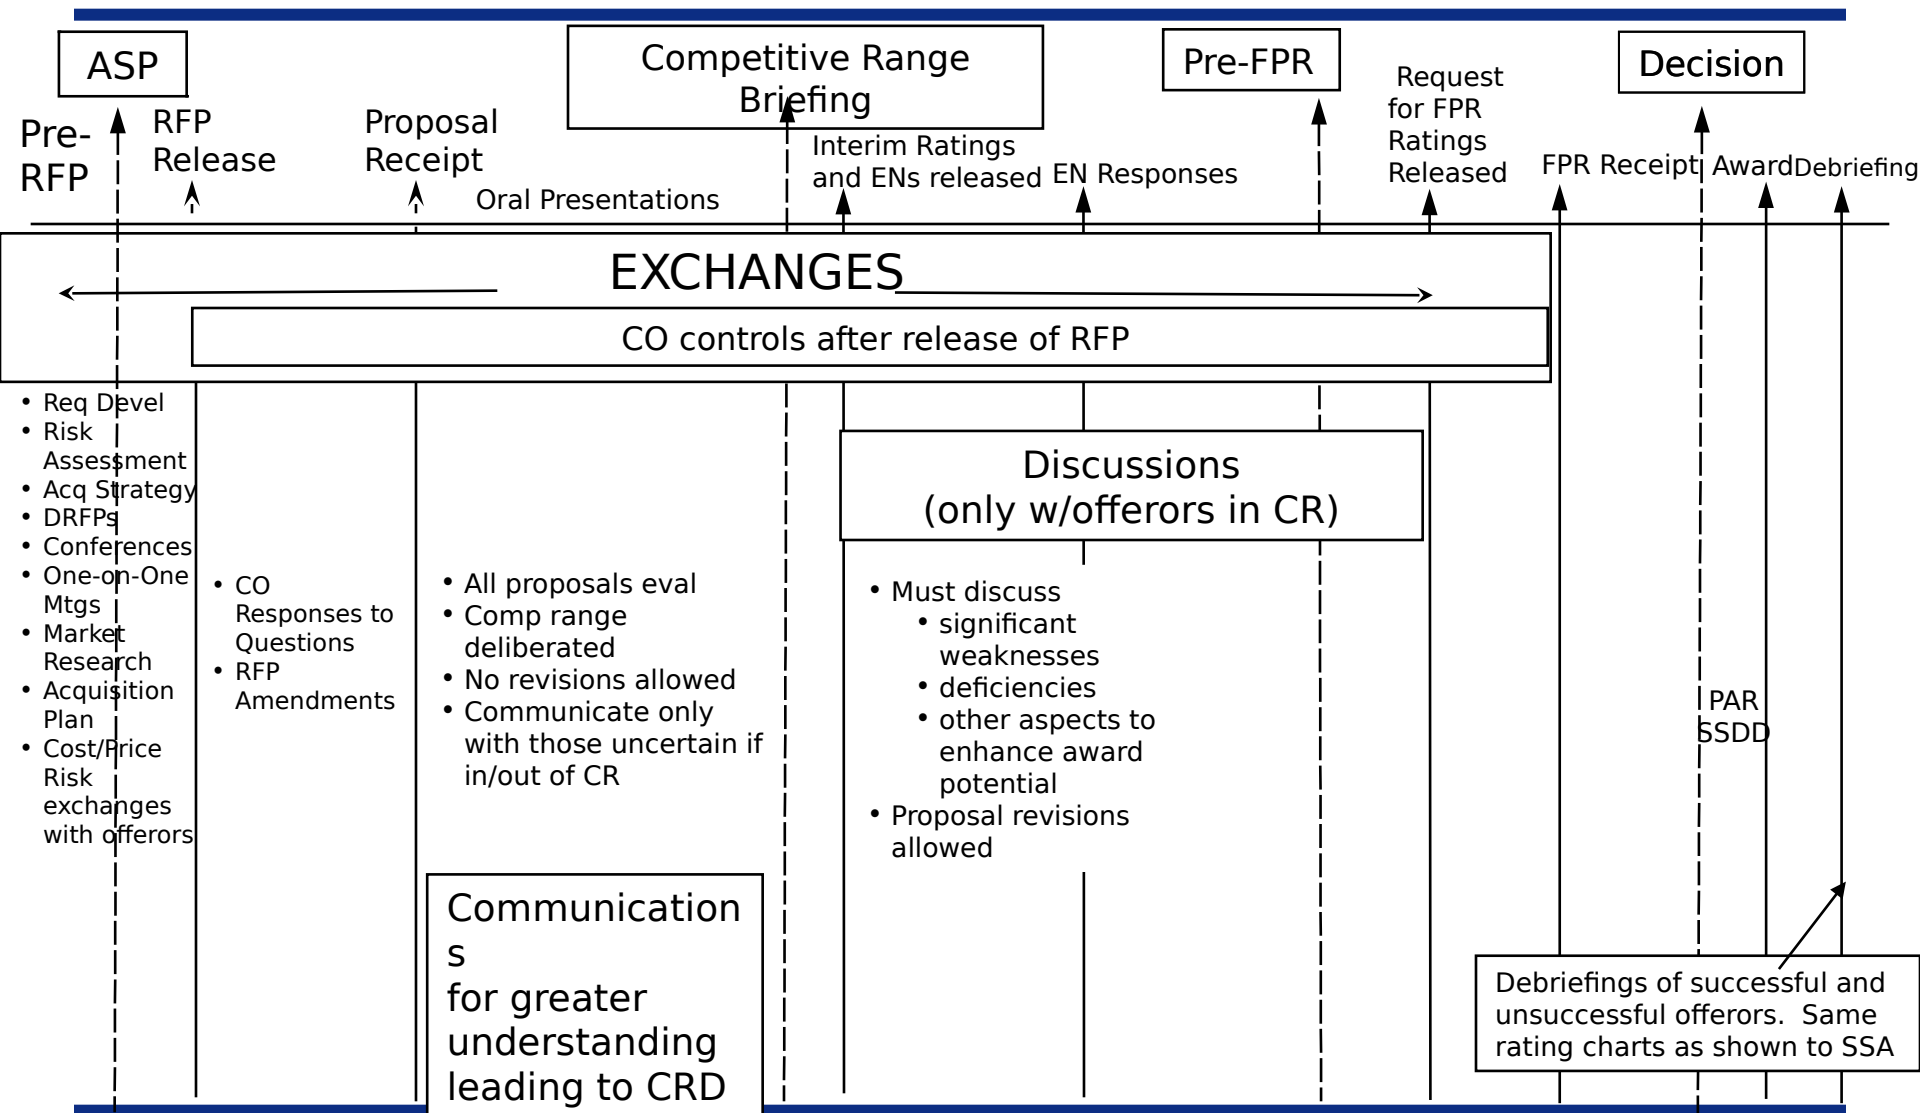 ASP
Competitive Range
Briefing
Pre-FPR
Decision
Pre-
RFP
RFP
Release
Proposal
Receipt
Oral Presentations
Interim Ratings
and ENs released
EN Responses
Request
for FPR
Ratings
Released
FPR Receipt
Award
Debriefing
EXCHANGES
CO controls after release of RFP
• Req Devel
• Risk
Assessment
• Acq Strategy
• DRFPs
• Conferences
• One-on-One
Mtgs
• Market
Research
• Acquisition
Plan
• Cost/Price
Risk
exchanges
with offerors
• CO
Responses to
Questions
• RFP
Amendments
• All proposals eval
• Comp range
deliberated
• No revisions allowed
• Communicate only
with those uncertain if
in/out of CR
Communication
s
for greater
understanding
leading to CRD
Discussions
(only w/offerors in CR)
• Must discuss
• significant
weaknesses
• deficiencies
• other aspects to
enhance award
potential
• Proposal revisions
allowed
PAR
SSDD
Debriefings of successful and
unsuccessful offerors.  Same
rating charts as shown to SSA